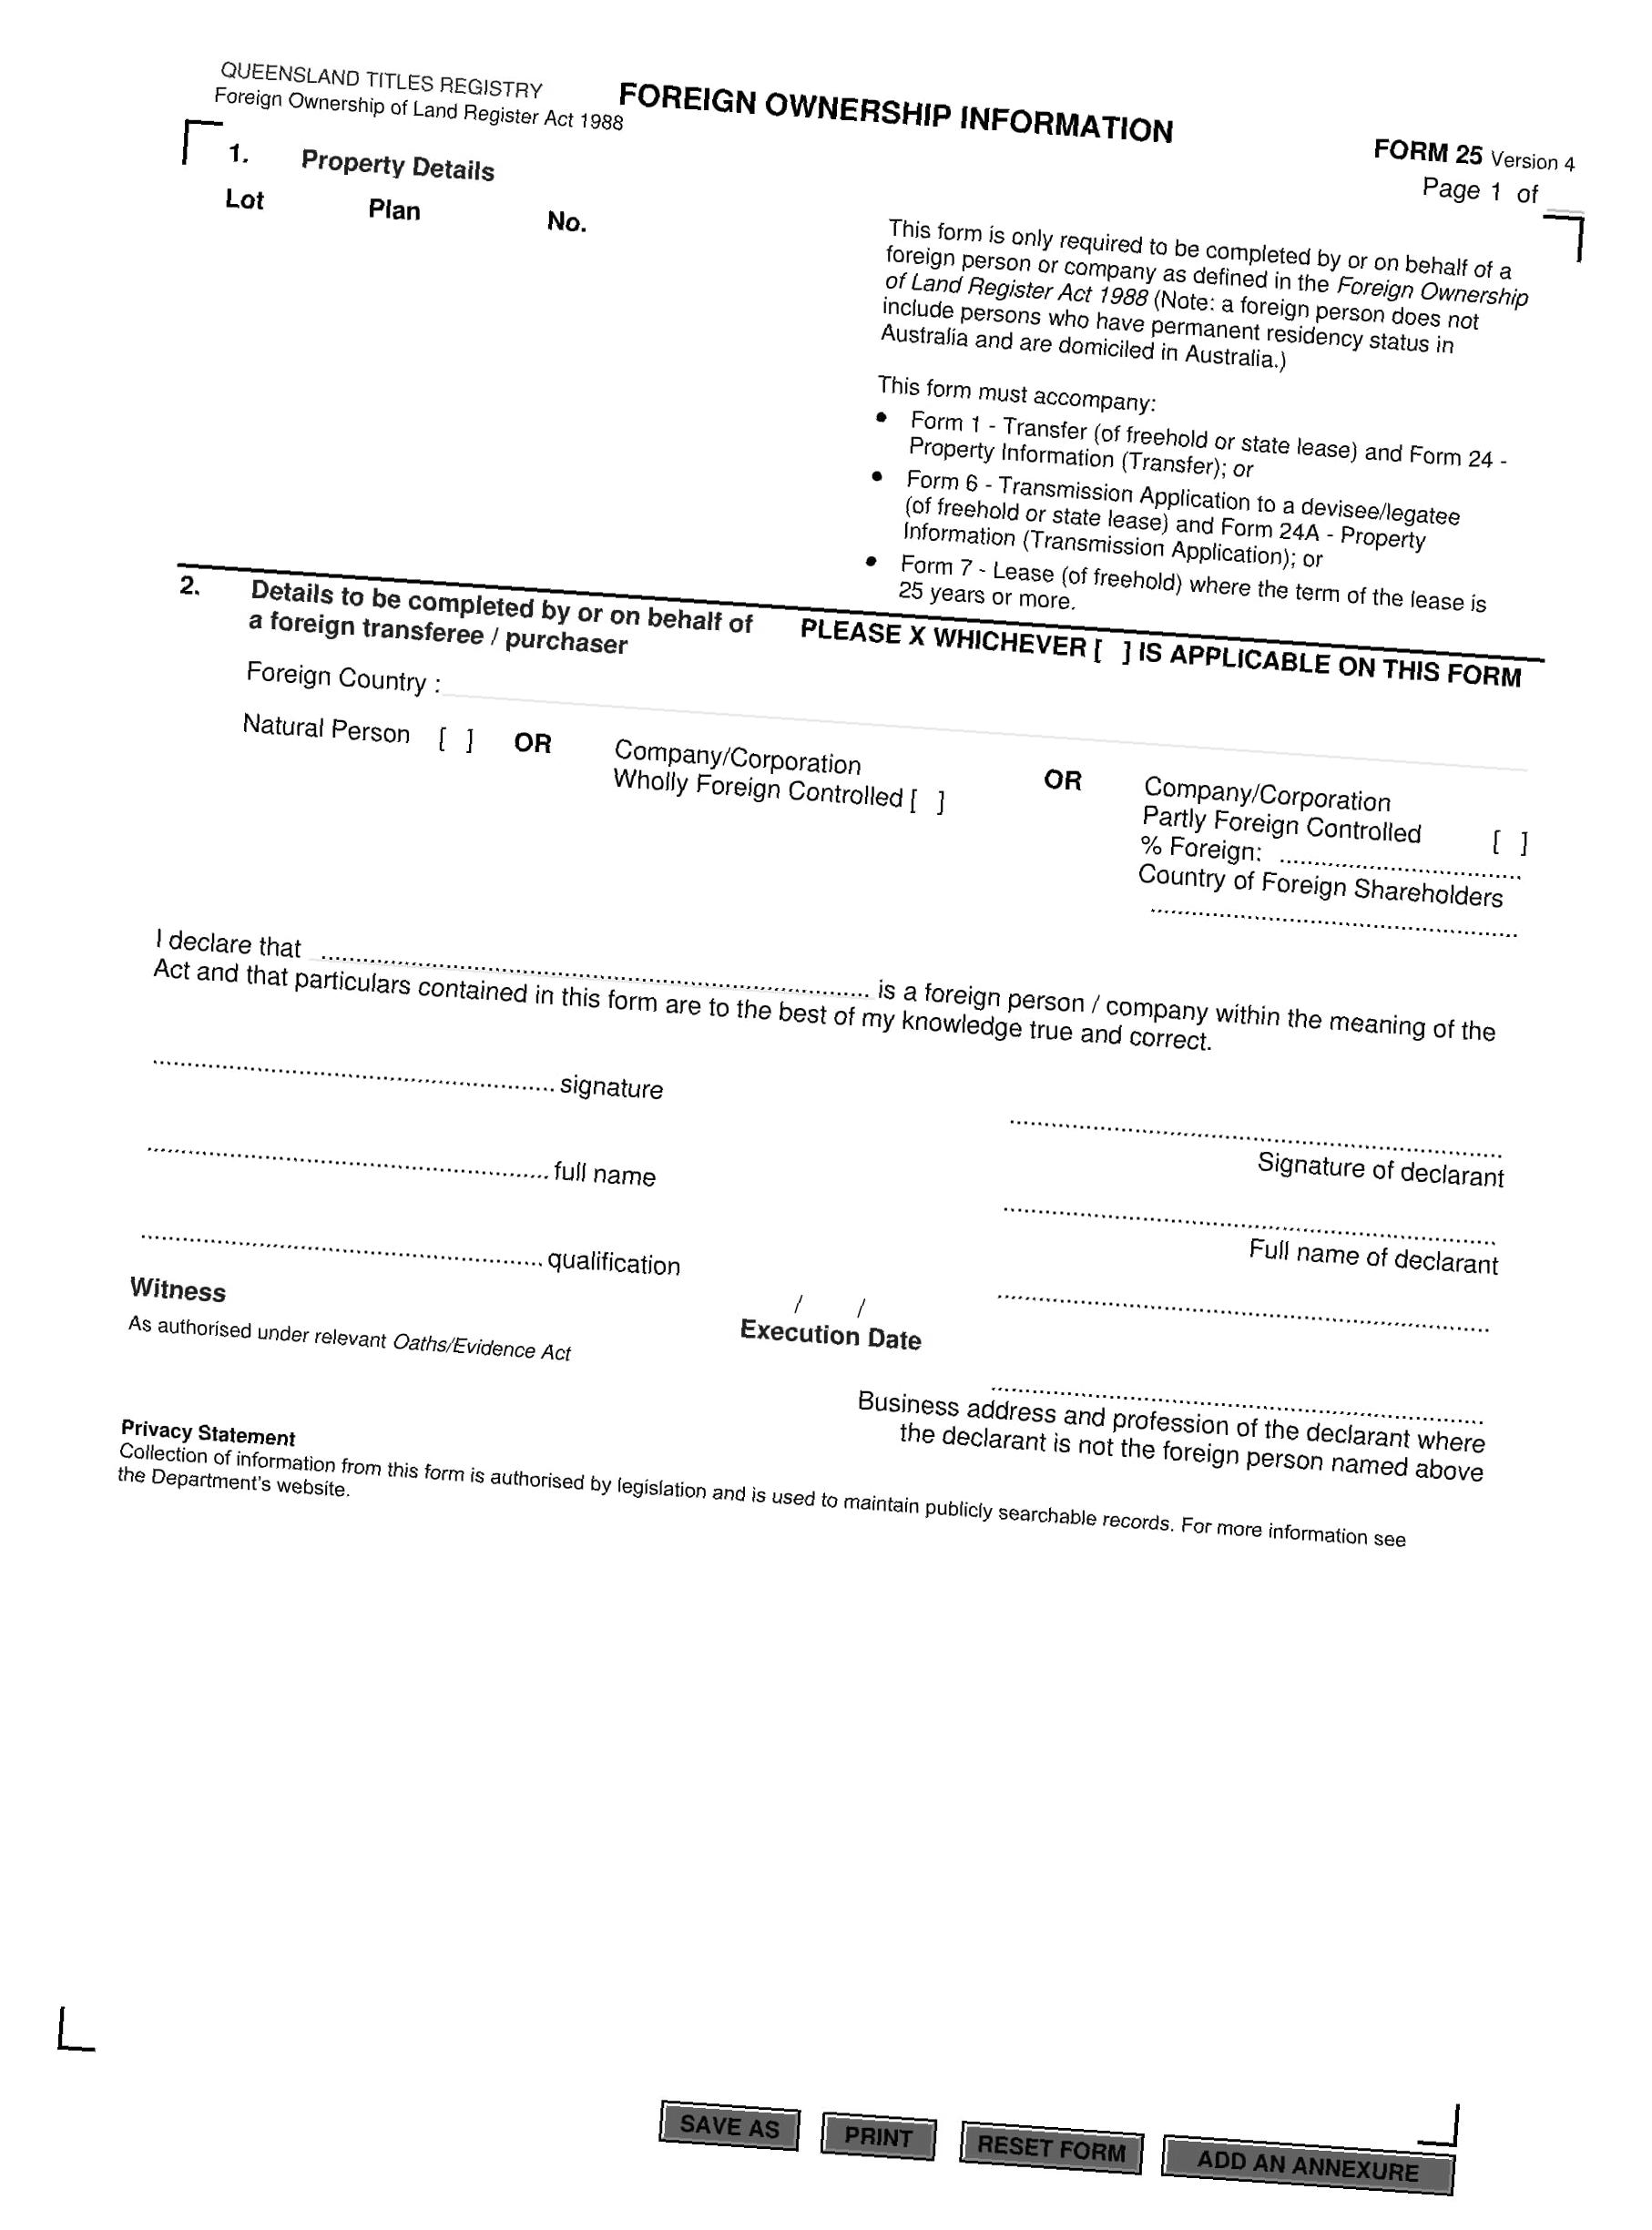 QUEENSLAND TITLES REGISTRY
Foreign Ownership of Land Register Act 1988
FOREIGN OWNERSHIP INFORMATION
FORM 25 Version 4
Page 1 of __
1. Property Details
Lot Plan No.
This form is only required to be completed by or on behalf of a
foreign person or company as defined in the Foreign Ownership
of Land Register Act 1988 (Note: a foreign person does not
include persons who have permanent residency status in
Australia and are domiciled in Australia.)
This form must accompany:
• Form 1 - Transfer (of freehold or state lease) and Form 24 -
Property Information (Transfer); or
• Form 6 - Transmission Application to a devisee/legatee
(of freehold or state lease) and Form 24A - Property
Information (Transmission Application); or
• Form 7 - Lease (of freehold) where the term of the lease is
25 years or more.
2. Details to be completed by or on behalf of
a foreign transferee / purchaser
PLEASE X WHICHEVER [ ] IS APPLICABLE ON THIS FORM
Foreign Country :
Natural Person [ ] OR
Company/Corporation
Wholly Foreign Controlled [ ]
OR
Company/Corporation
Partly Foreign Controlled [ ]
% Foreign: ....................................
Country of Foreign Shareholders
........................................................
I declare that .................................................................................... is a foreign person / company within the meaning of the
Act and that particulars contained in this form are to the best of my knowledge true and correct.
............................................................. signature
............................................................. full name
............................................................. qualification
Witness
As authorised under relevant Oaths/Evidence Act
/ /
Execution Date
...........................................................................
Signature of declarant
...........................................................................
Full name of declarant
...........................................................................
...........................................................................
Business address and profession of the declarant where
the declarant is not the foreign person named above
Privacy Statement
Collection of information from this form is authorised by legislation and is used to maintain publicly searchable records. For more information see
the Department's website.
SAVE AS PRINT RESET FORM ADD AN ANNEXURE